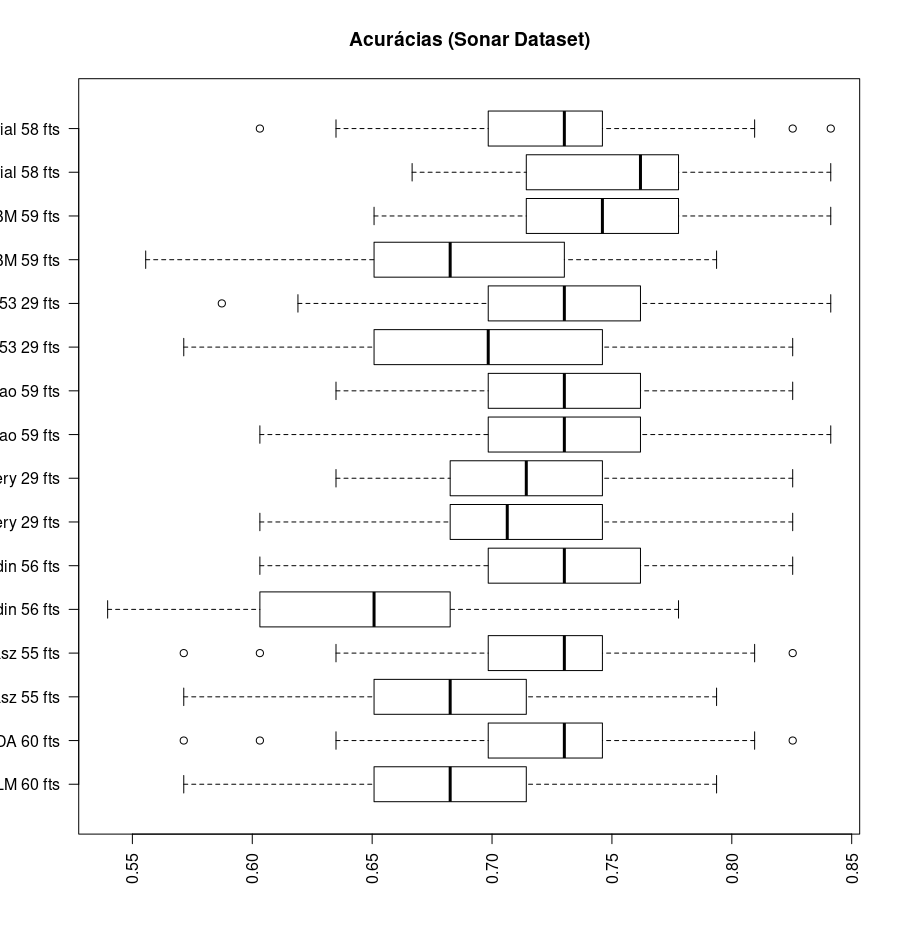 Acurácias (Sonar Dataset)
ial 58 fts
ial 58 fts
BM 59 fts
BM 59 fts
53 29 fts
53 29 fts
ao 59 fts
ao 59 fts
ery 29 fts
ery 29 fts
din 56 fts
din 56 fts
sz 55 fts
sz 55 fts
DA 60 fts
LM 60 fts
0.55
0.60
0.65
0.70
0.75
0.80
0.85